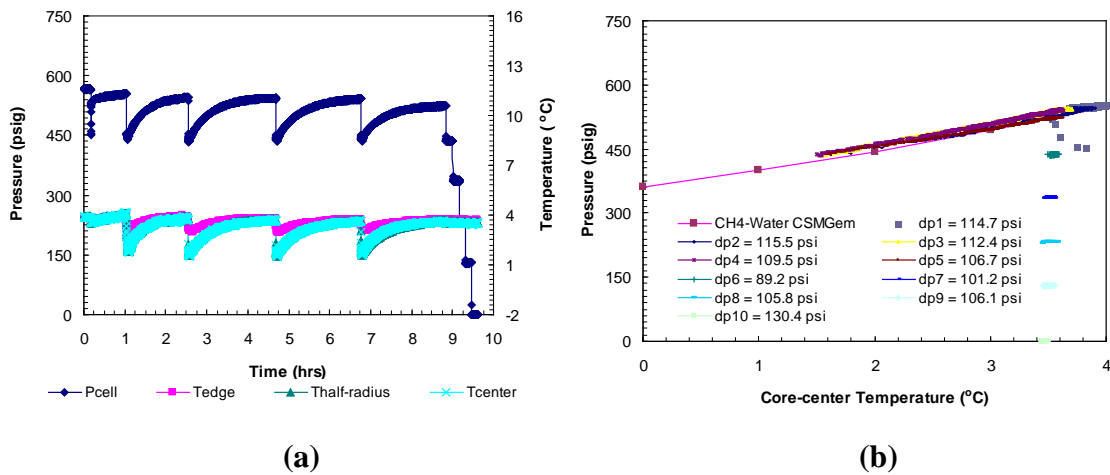 750
600
450
300
150
0
Pressure (psig)
16
13
11
8
6
4
1
-2
Temperature (°C)
0 1 2 3 4 5 6 7 8 9 10
Time (hrs)
Pcell Tedge Thalf-radius Tcenter
(a)
750
600
450
300
150
0
Pressure (psig)
CH4-Water CSMGem dp1 = 114.7 psi
dp2 = 115.5 psi dp3 = 112.4 psi
dp4 = 109.5 psi dp5 = 106.7 psi
dp6 = 89.2 psi dp7 = 101.2 psi
dp8 = 105.8 psi dp9 = 106.1 psi
dp10 = 130.4 psi
0 1 2 3 4
Core-center Temperature (°C)
(b)